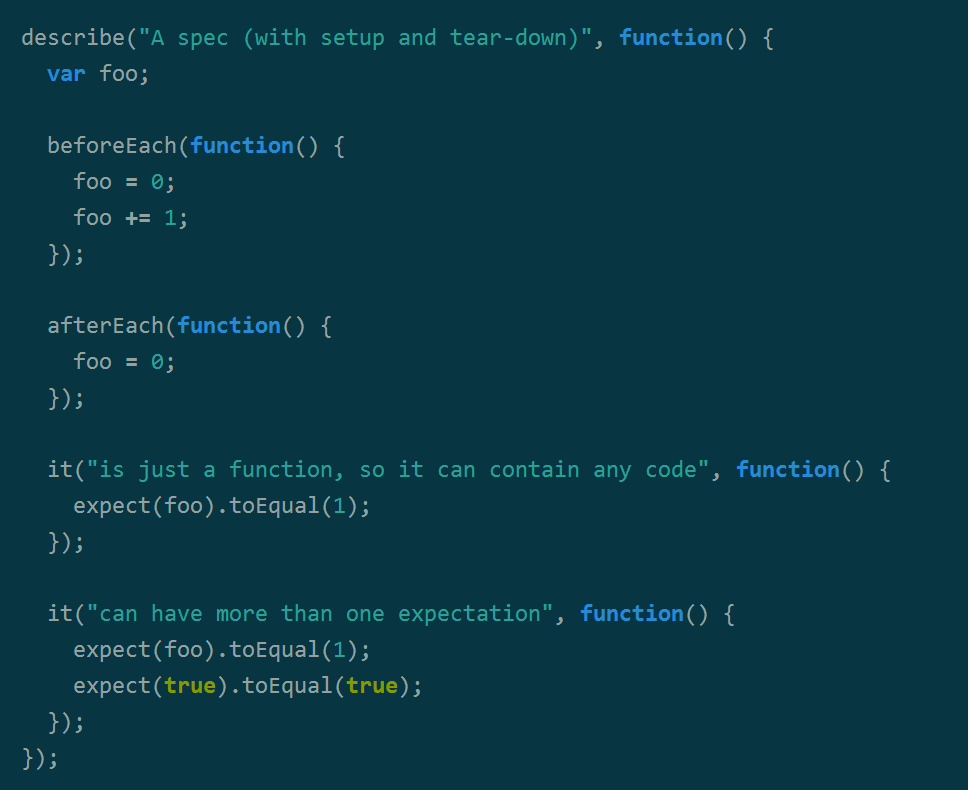 describe("A spec (with setup and tear-down)", function() {
  var foo;

  beforeEach(function() {
    foo = 0;
    foo += 1;
  });

  afterEach(function() {
    foo = 0;
  });

  it("is just a function, so it can contain any code", function() {
    expect(foo).toEqual(1);
  });

  it("can have more than one expectation", function() {
    expect(foo).toEqual(1);
    expect(true).toEqual(true);
  });
});